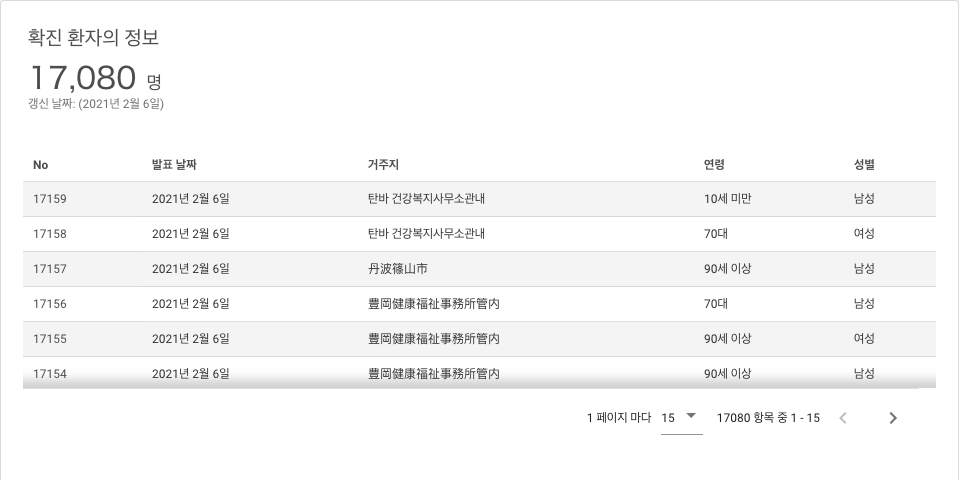 확진 환자의 정보
17,080 명
갱신 날짜: (2021년 2월 6일)
No 발표 날짜 거주지 연령 성별
17159 2021년 2월 6일 탄바 건강복지사무소관내 10세 미만 남성
17158 2021년 2월 6일 탄바 건강복지사무소관내 70대 여성
17157 2021년 2월 6일 丹波篠山市 90세 이상 남성
17156 2021년 2월 6일 豊岡健康福祉事務所管内 70대 남성
17155 2021년 2월 6일 豊岡健康福祉事務所管内 90세 이상 여성
17154 2021년 2월 6일 豊岡健康福祉事務所管内 90세 이상 남성
1 페이지 마다 15 17080 항목 중 1 - 15